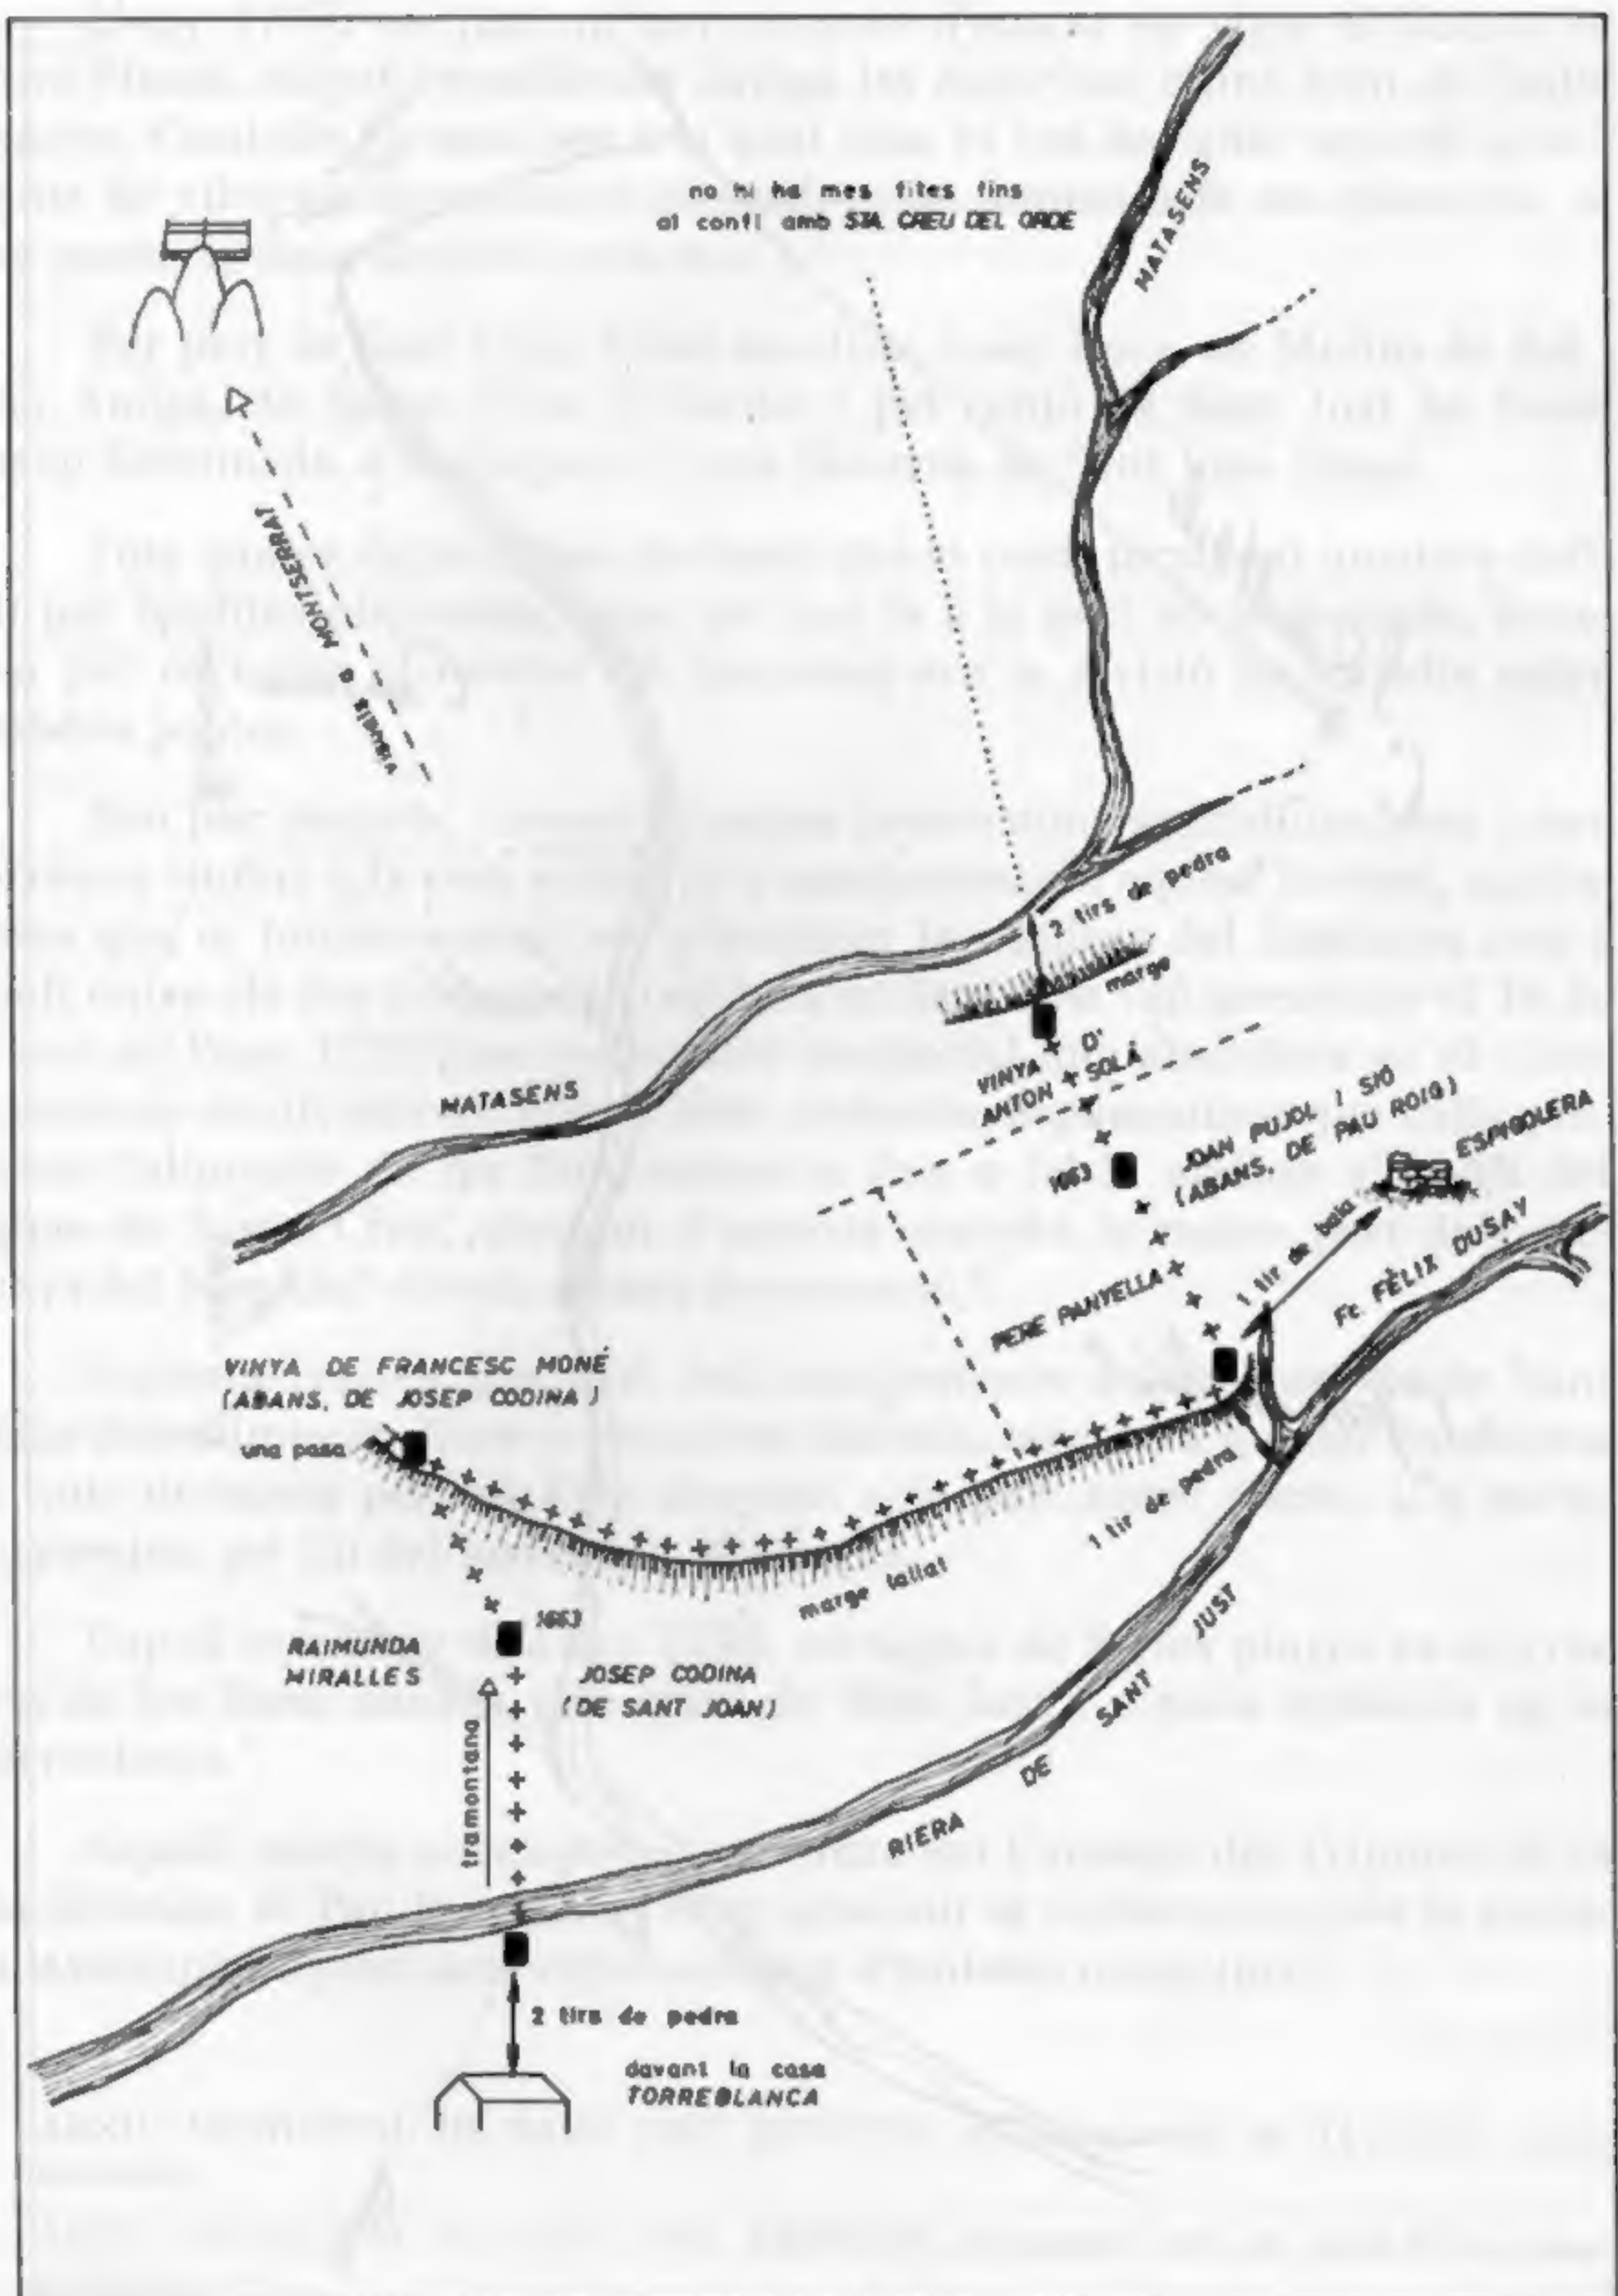 no hi ha mes fites fins
al confi amb STA. CREU DEL ORDE
MATASENS
visualis a MONTSERRAT
2 tirs de pedra
marge
VINYA D'
ANTON SOLÁ
MATASENS
1663
JOAN PUJOL I SIÓ
(ABANS, DE PAU ROIG)
ESPIGOLERA
1 tir de bala
Fc. FÈLIX DUSAY
PERE PANYELLA
VINYA DE FRANCESC MONÉ
(ABANS, DE JOSEP CODINA)
una pasa
1 tir de pedra
marge tallat
1663
RAIMUNDA
MIRALLES
JOSEP CODINA
(DE SANT JOAN)
tramontana
RIERA DE SANT JUST
2 tirs de pedra
davant la casa
TORREBLANCA